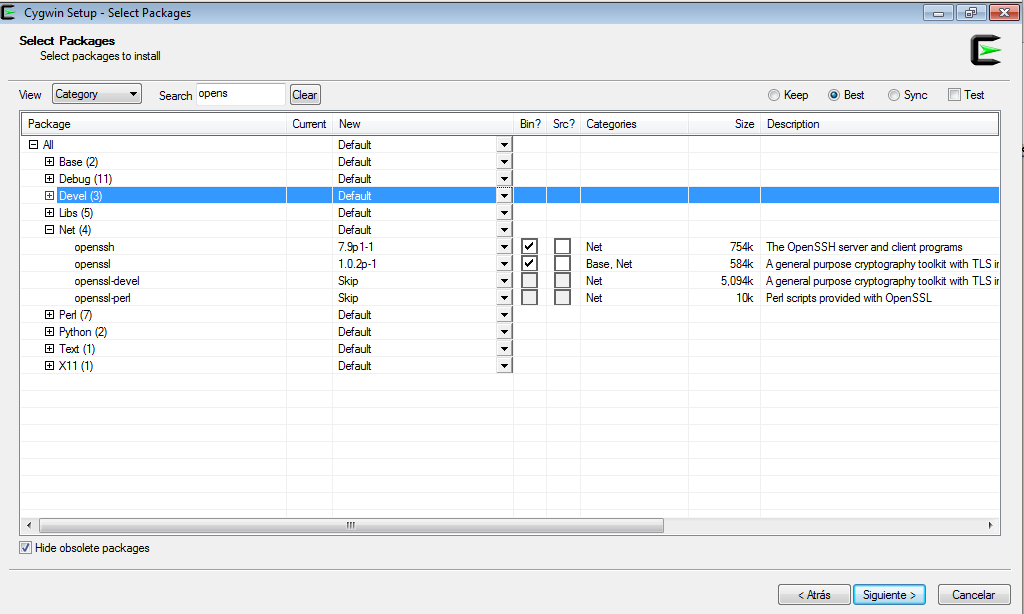 Cygwin Setup - Select Packages
Select Packages
Select packages to install
View Category Search opens Clear Keep Best Sync Test
Package Current New Bin? Src? Categories Size Description
All Default
Base (2) Default
Debug (11) Default
Devel (3) Default
Libs (5) Default
Net (4) Default
openssh 7.9p1-1 Net 754k The OpenSSH server and client programs
openssl 1.0.2p-1 Base, Net 584k A general purpose cryptography toolkit with TLS in
openssl-devel Skip Net 5,094k A general purpose cryptography toolkit with TLS in
openssl-perl Skip Net 10k Perl scripts provided with OpenSSL
Perl (7) Default
Python (2) Default
Text (1) Default
X11 (1) Default
Hide obsolete packages
< Atrás Siguiente > Cancelar